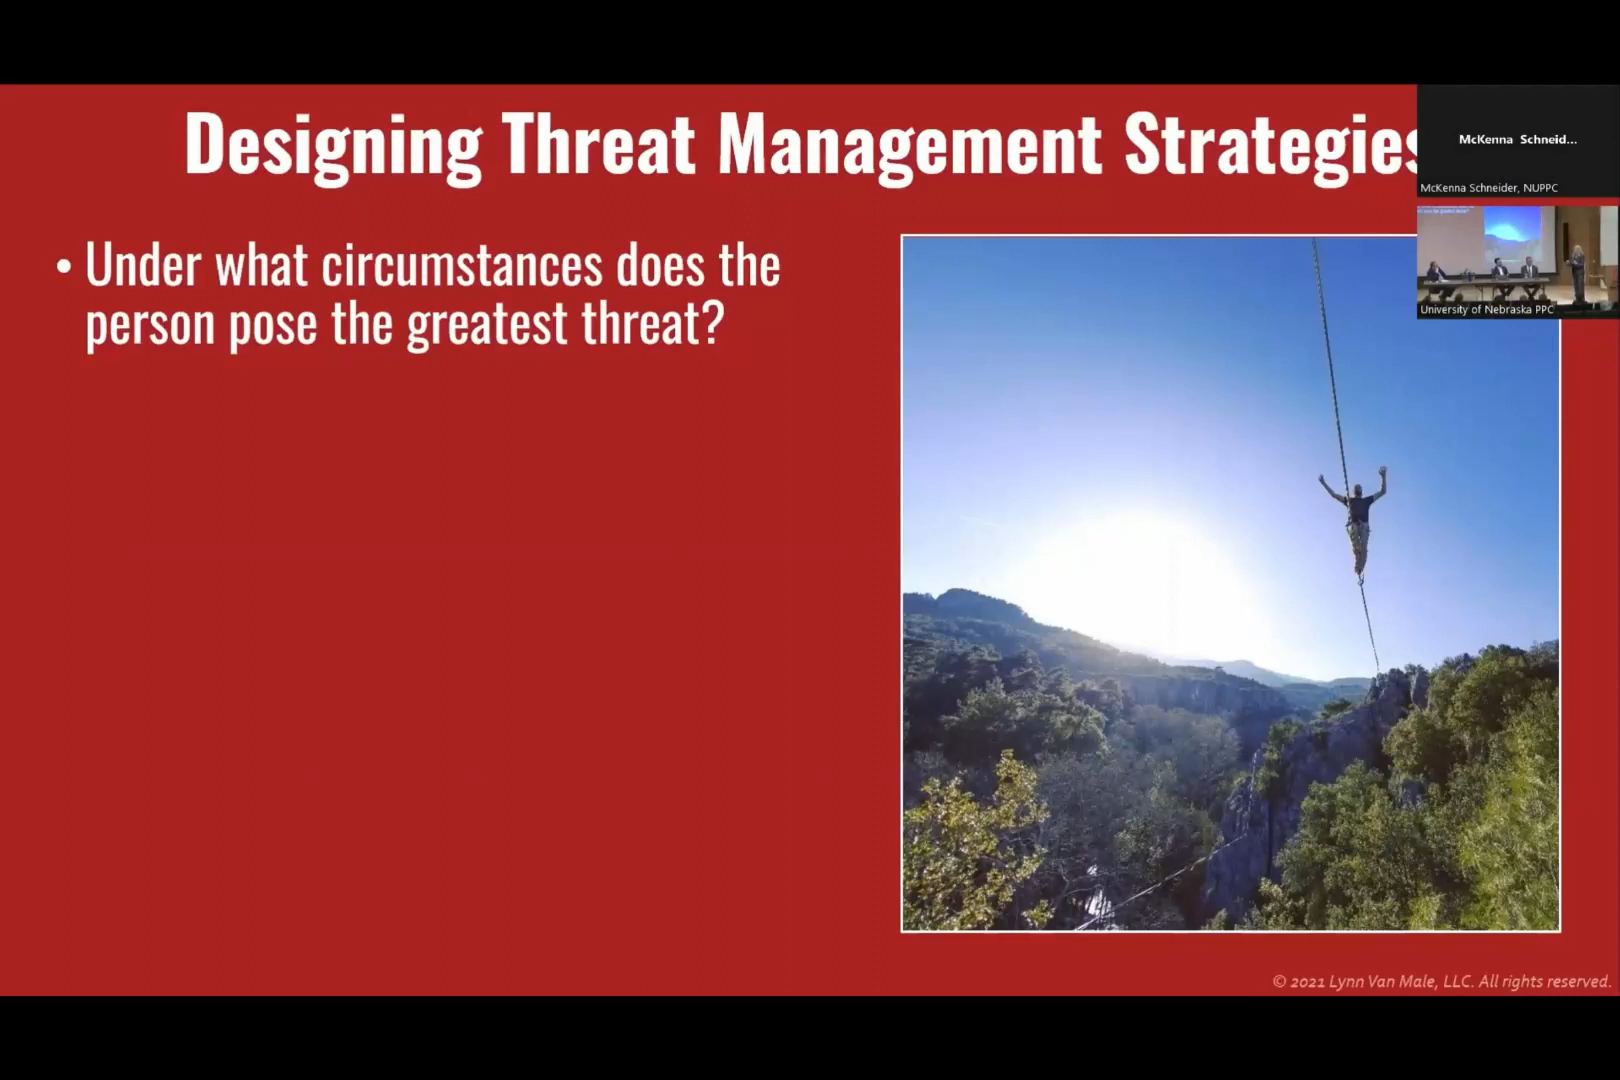 Designing Threat Management Strategies
McKenna Schneid...
McKenna Schneider, NUPPC
• Under what circumstances does the
person pose the greatest threat?
University of Nebraska PPC
© 2021 Lynn Van Male, LLC. All rights reserved.